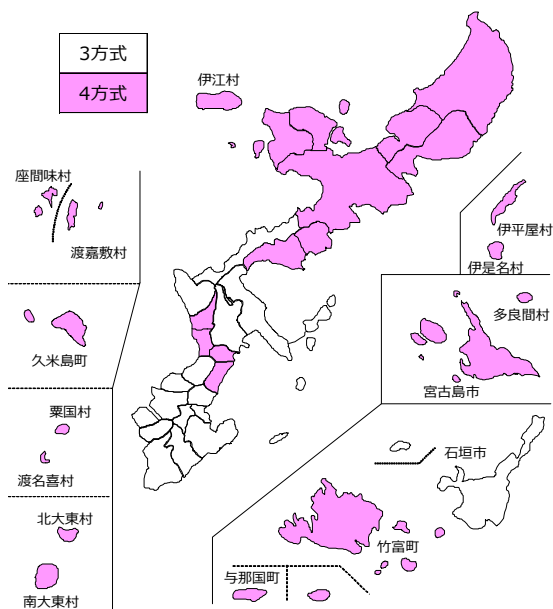 3方式
4方式
伊江村
座間味村
渡嘉敷村
伊平屋村
伊是名村
多良間村
久米島町
宮古島市
粟国村
渡名喜村
石垣市
北大東村
竹富町
与那国町
南大東村